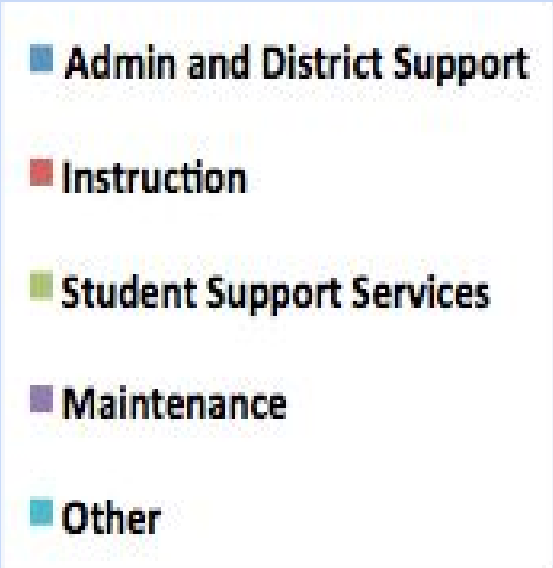 Admin and District Support
Instruction
Student Support Services
Maintenance
Other